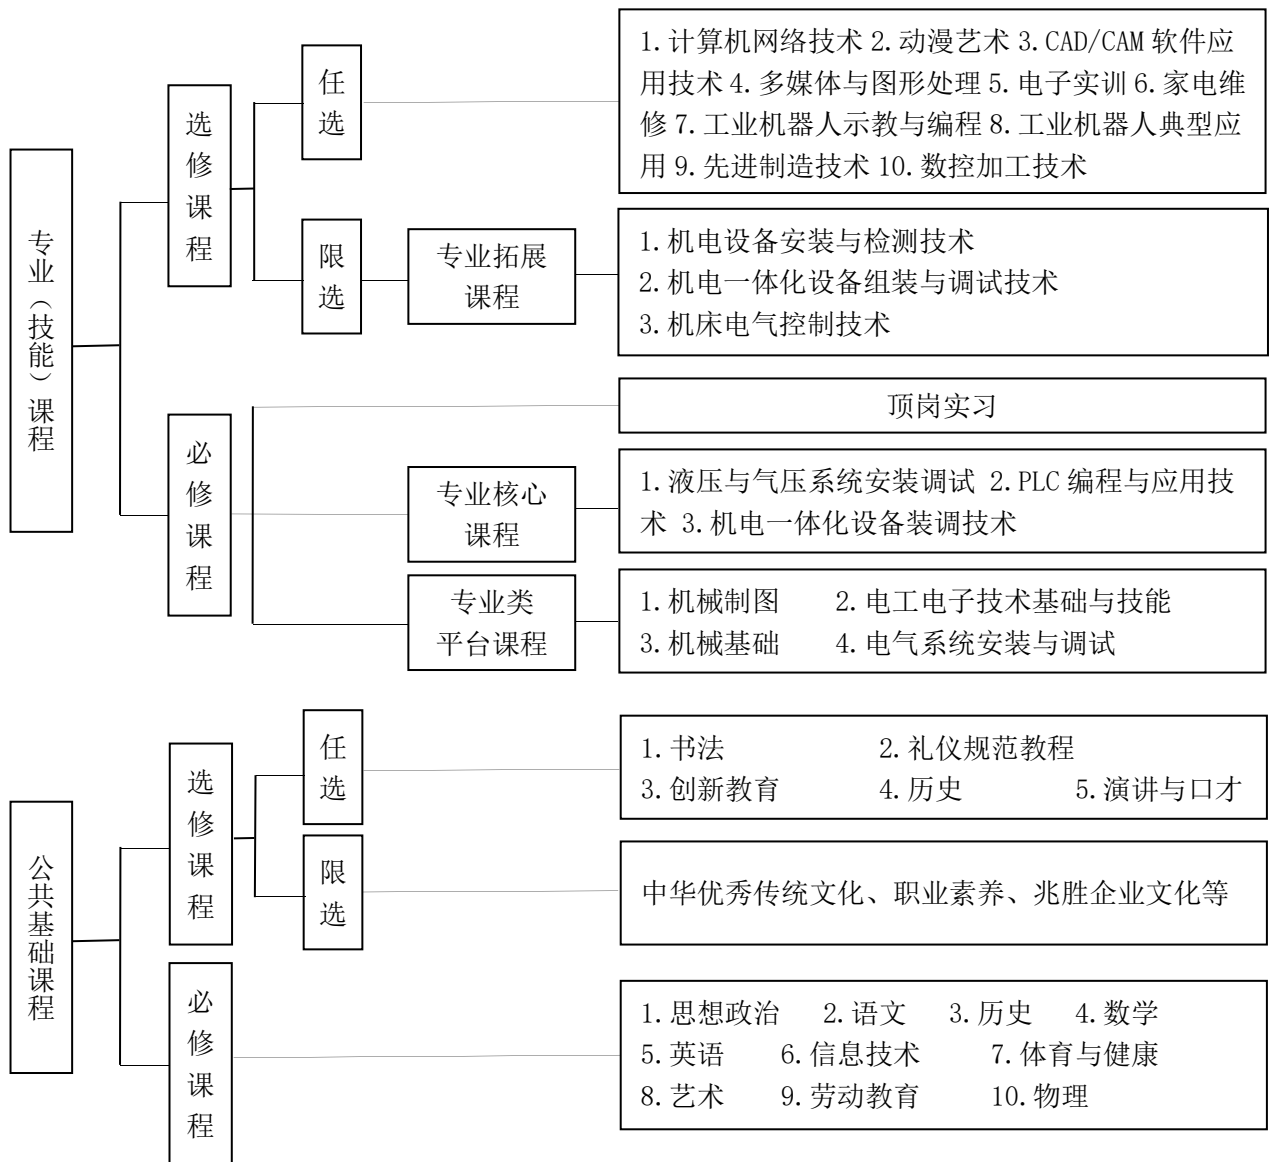 专业（技能）课程
选修课程
任选
1.计算机网络技术 2.动漫艺术 3.CAD/CAM 软件应
用技术 4.多媒体与图形处理 5.电子实训 6.家电维
修 7.工业机器人示教与编程 8.工业机器人典型应
用 9.先进制造技术 10.数控加工技术
限选
专业拓展
课程
1.机电设备安装与检测技术
2.机电一体化设备组装与调试技术
3.机床电气控制技术
必修课程
顶岗实习
专业核心
课程
1.液压与气压系统安装调试 2.PLC 编程与应用技
术 3.机电一体化设备装调技术
专业类
平台课程
1.机械制图 2.电工电子技术基础与技能
3.机械基础 4.电气系统安装与调试
公共基础课程
选修课程
任选
1.书法 2.礼仪规范教程
3.创新教育 4.历史 5.演讲与口才
限选
中华优秀传统文化、职业素养、兆胜企业文化等
必修课程
1.思想政治 2.语文 3.历史 4.数学
5.英语 6.信息技术 7.体育与健康
8.艺术 9.劳动教育 10.物理